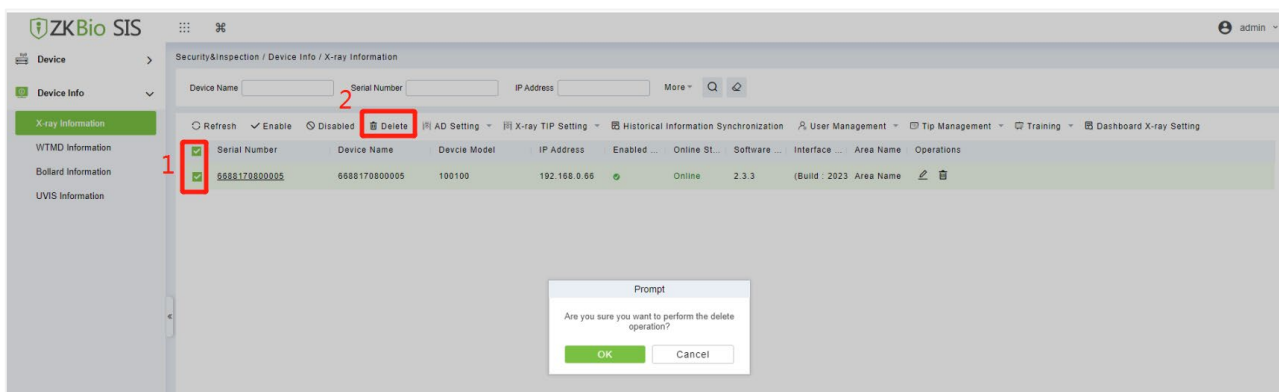 ZKBio SIS
admin
Device
Security&Inspection / Device Info / X-ray Information
Device Info
Device Name Serial Number IP Address More
2
X-ray Information
Refresh Enable Disabled Delete AD Setting X-ray TIP Setting Historical Information Synchronization User Management Tip Management Training Dashboard X-ray Setting
WTMD Information
Serial Number Device Name Devcie Model IP Address Enabled ... Online St... Software ... Interface ... Area Name Operations
1
Bollard Information
6688170800005 6688170800005 100100 192.168.0.66 Online 2.3.3 (Build : 2023 Area Name
UVIS Information
Prompt
Are you sure you want to perform the delete
operation?
OK Cancel